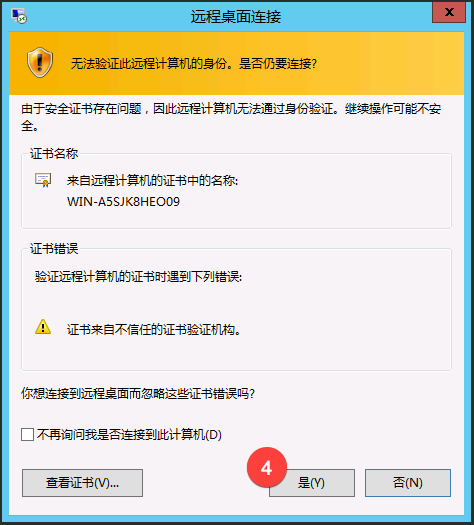 远程桌面连接
X
无法验证此远程计算机的身份。是否仍要连接?
由于安全证书存在问题，因此远程计算机无法通过身份验证。继续操作可能不安
全。
证书名称
来自远程计算机的证书中的名称:
WIN-A5SJK8HEO09
证书错误
验证远程计算机的证书时遇到下列错误:
证书来自不信任的证书验证机构。
你想连接到远程桌面而忽略这些证书错误吗?
不再询问我是否连接到此计算机(D)
4
查看证书(V)...
是(Y)
否(N)